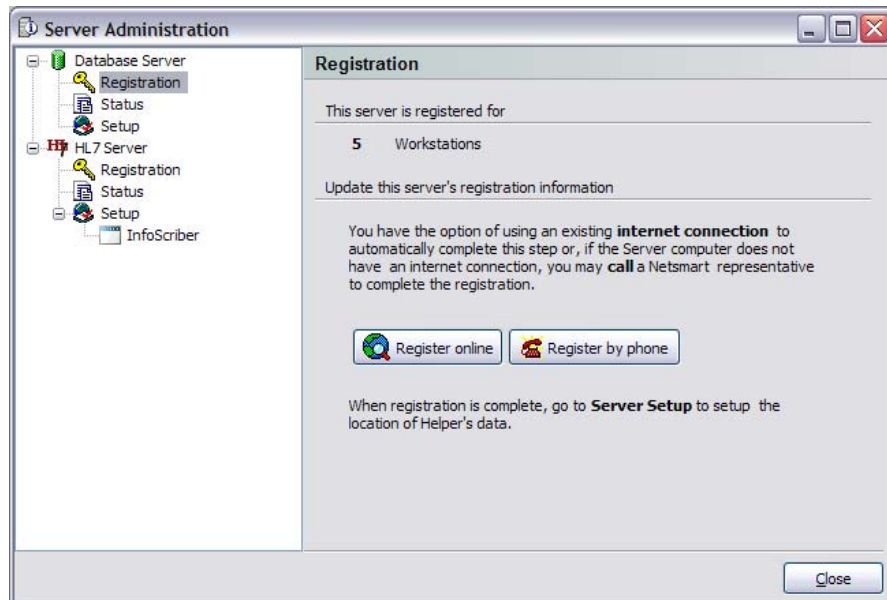 Server Administration
Database Server
Registration
Status
Setup
HL7 Server
Registration
Status
Setup
InfoScriber
Registration
This server is registered for
5 Workstations
Update this server's registration information
You have the option of using an existing internet connection to
automatically complete this step or, if the Server computer does not
have an internet connection, you may call a Netsmart representative
to complete the registration.
Register online
Register by phone
When registration is complete, go to Server Setup to setup the
location of Helper's data.
Close